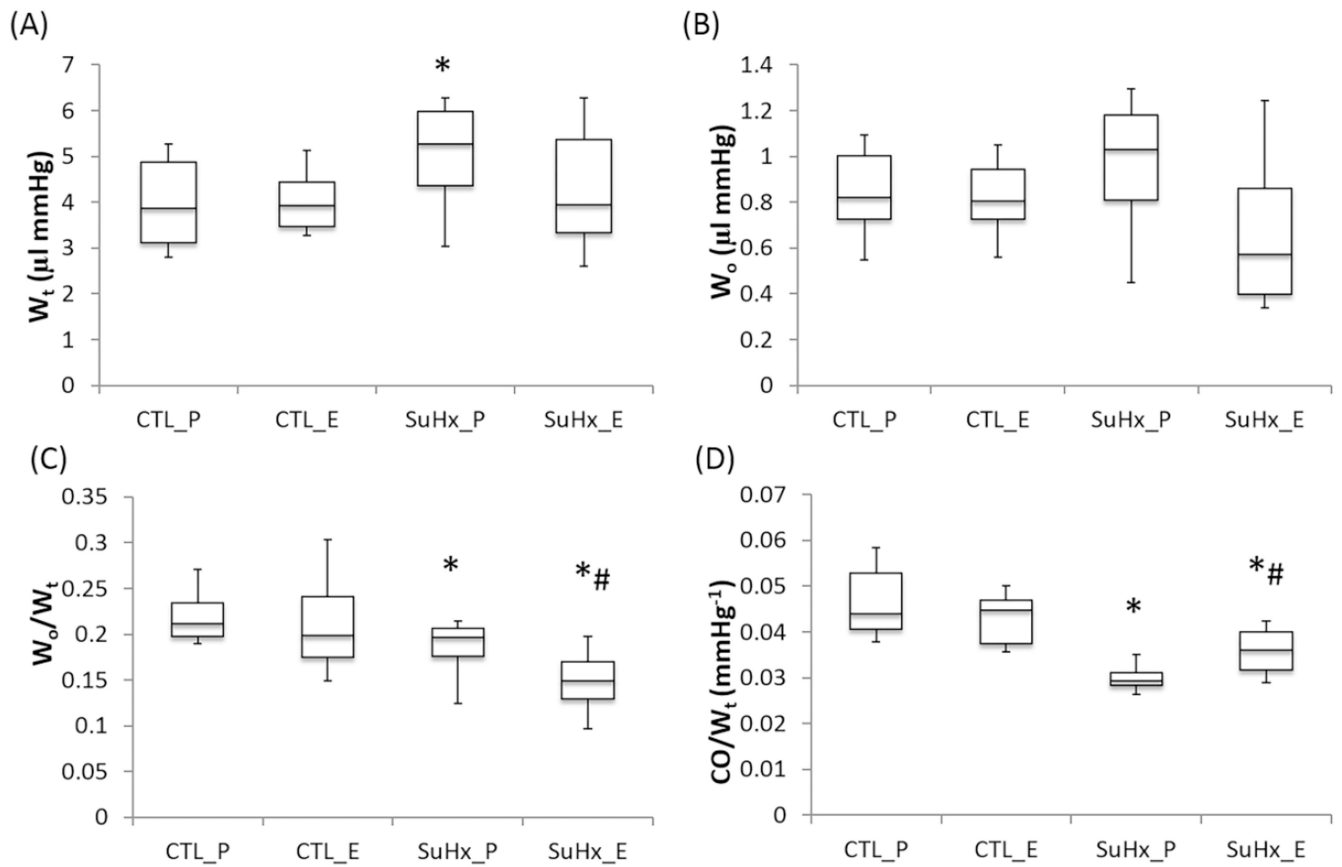 (A)
Wt (μl mmHg)
7
6
5
4
3
2
1
0
*
CTL_P CTL_E SuHx_P SuHx_E
(B)
Wo (μl mmHg)
1.4
1.2
1
0.8
0.6
0.4
0.2
0
CTL_P CTL_E SuHx_P SuHx_E
(C)
Wo/Wt
0.35
0.3
0.25
0.2
0.15
0.1
0.05
0
* *#
CTL_P CTL_E SuHx_P SuHx_E
(D)
CO/Wt (mmHg-1)
0.07
0.06
0.05
0.04
0.03
0.02
0.01
0
* *#
CTL_P CTL_E SuHx_P SuHx_E